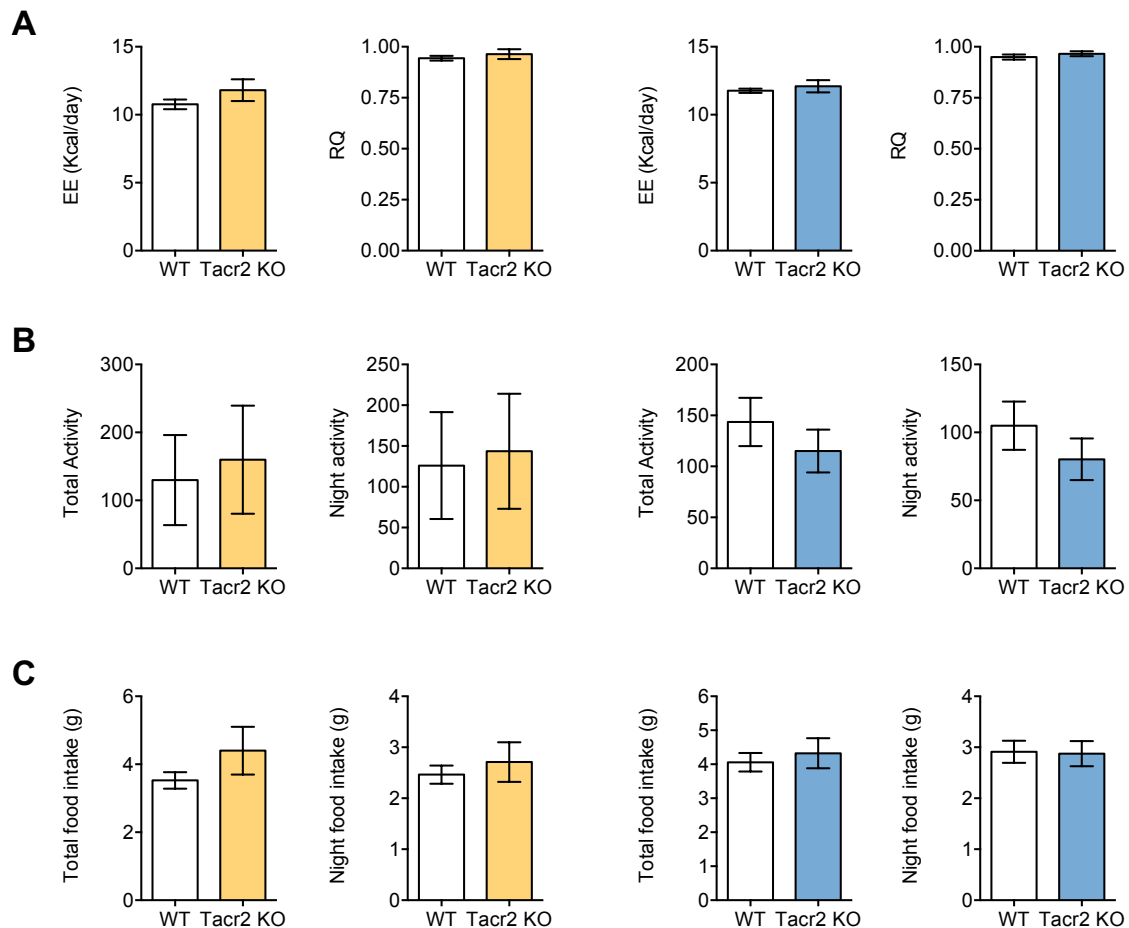 A
EE (Kcal/day)
15
10
5
0
WT Tacr2 KO
RQ
1.00
0.75
0.50
0.25
0.00
WT Tacr2 KO
EE (Kcal/day)
15
10
5
0
WT Tacr2 KO
RQ
1.00
0.75
0.50
0.25
0.00
WT Tacr2 KO
B
Total Activity
300
200
100
0
WT Tacr2 KO
Night activity
250
200
150
100
50
0
WT Tacr2 KO
Total Activity
200
150
100
50
0
WT Tacr2 KO
Night activity
150
100
50
0
WT Tacr2 KO
C
Total food intake (g)
6
4
2
0
WT Tacr2 KO
Night food intake (g)
4
3
2
1
0
WT Tacr2 KO
Total food intake (g)
6
5
4
3
2
1
0
WT Tacr2 KO
Night food intake (g)
4
3
2
1
0
WT Tacr2 KO